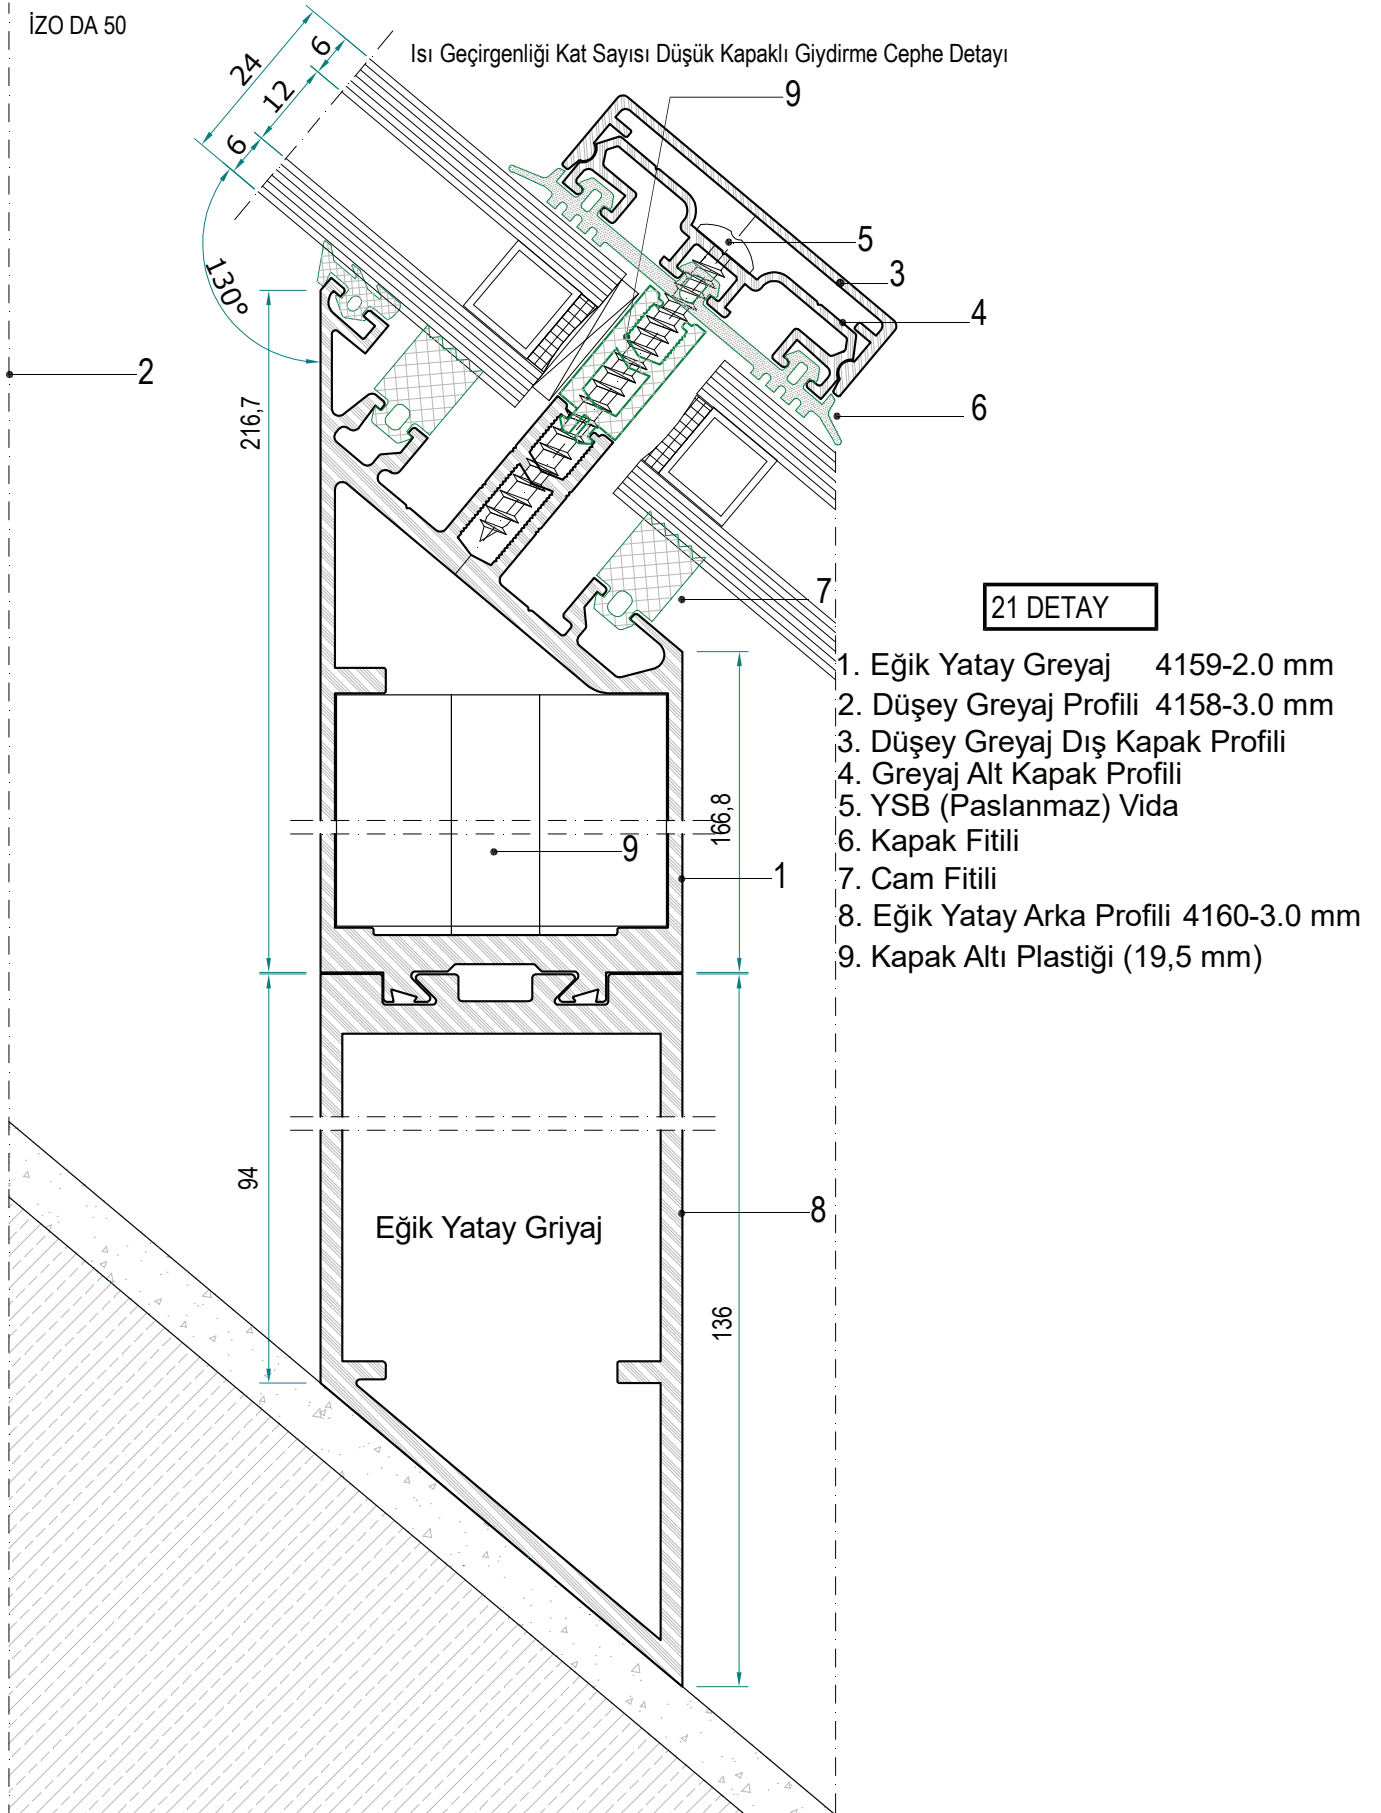 İZO DA 50
Isı Geçirgenliği Kat Sayısı Düşük Kapaklı Giydirme Cephe Detayı
24
6
12
6
130°
9
5
3
4
6
2
216,7
7
21 DETAY
1. Eğik Yatay Greyaj 4159-2.0 mm
2. Düşey Greyaj Profili 4158-3.0 mm
3. Düşey Greyaj Dış Kapak Profili
4. Greyaj Alt Kapak Profili
5. YSB (Paslanmaz) Vida
6. Kapak Fitili
7. Cam Fitili
8. Eğik Yatay Arka Profili 4160-3.0 mm
9. Kapak Altı Plastiği (19,5 mm)
166,8
9
1
94
8
Eğik Yatay Griyaj
136